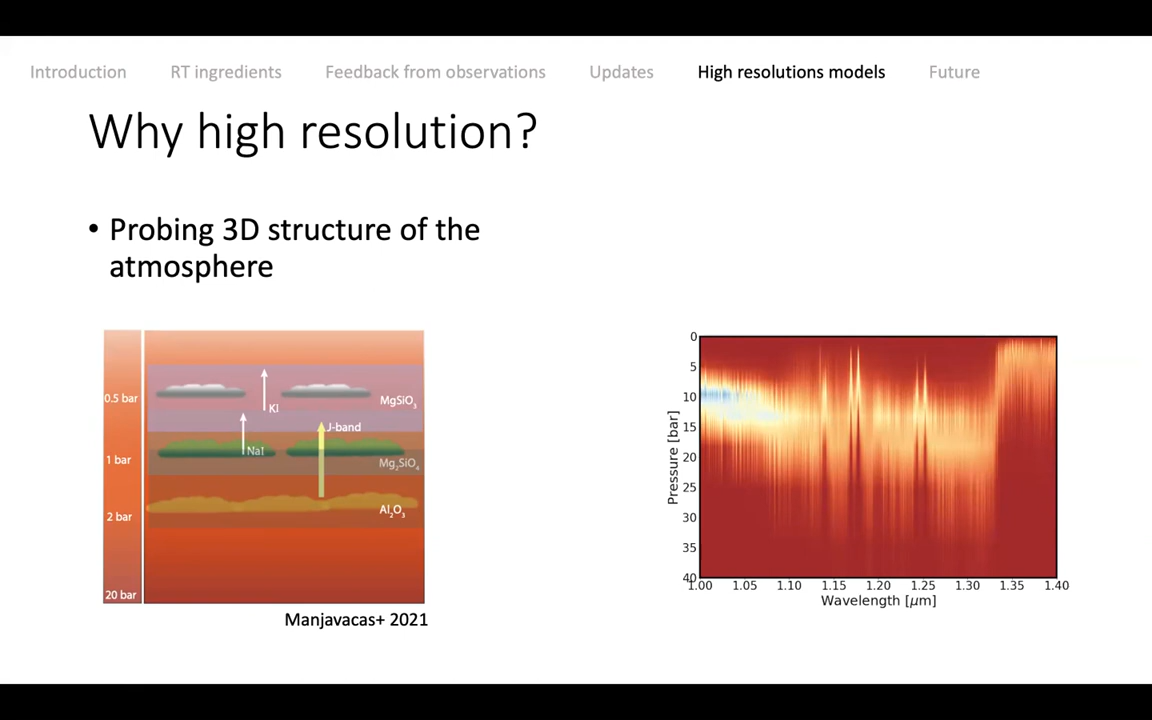 Introduction RT ingredients Feedback from observations Updates High resolutions models Future
Why high resolution?
• Probing 3D structure of the
atmosphere
0.5 bar
1 bar
2 bar
20 bar
MgSiO₃
KI
J-band
NaI
Mg₂SiO₄
Al₂O₃
Manjavacas+ 2021
0
5
10
15
20
25
30
35
40
Pressure [bar]
1.00 1.05 1.10 1.15 1.20 1.25 1.30 1.35 1.40
Wavelength [μm]